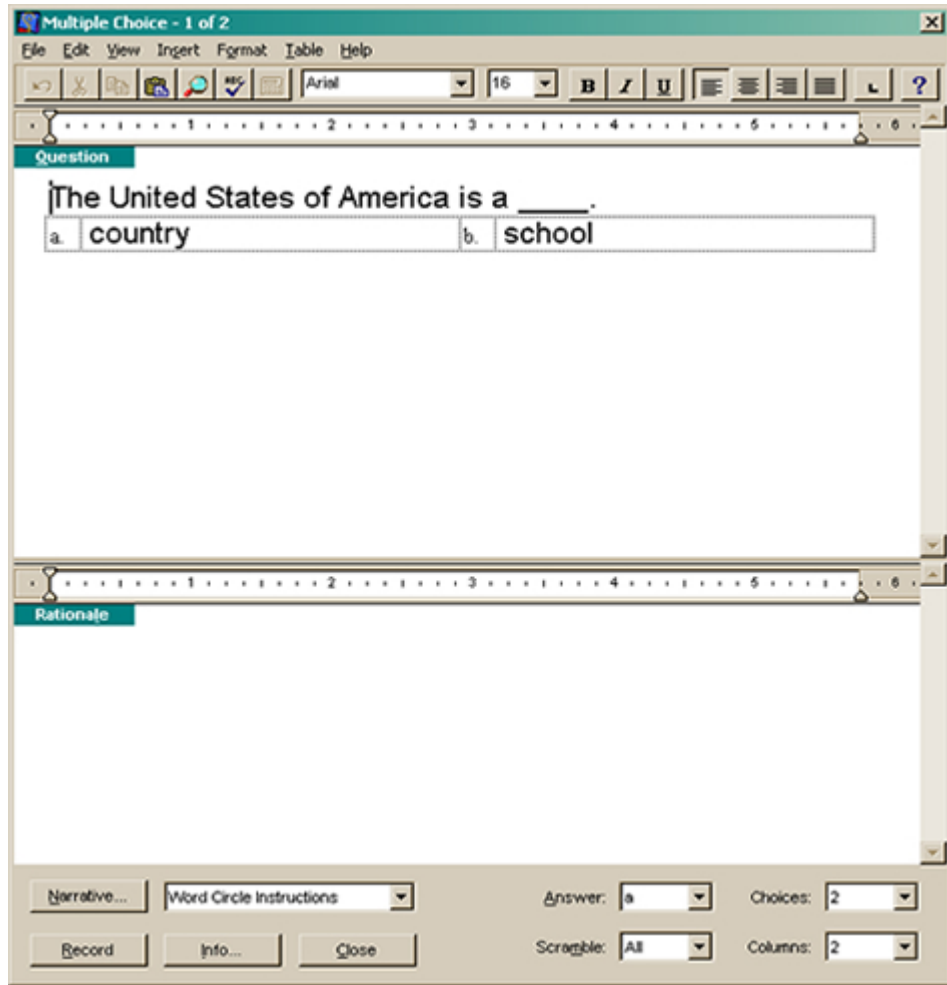 Multiple Choice - 1 of 2
File Edit View Insert Format Table Help
ABC Arial 16 B I U L ?
1 2 3 4 5 6
Question
The United States of America is a ____.
a. country b. school
1 2 3 4 5 6
Rationale
Narrative... Word Circle Instructions Answer: a Choices: 2
Record Info... Close Scramble: All Columns: 2